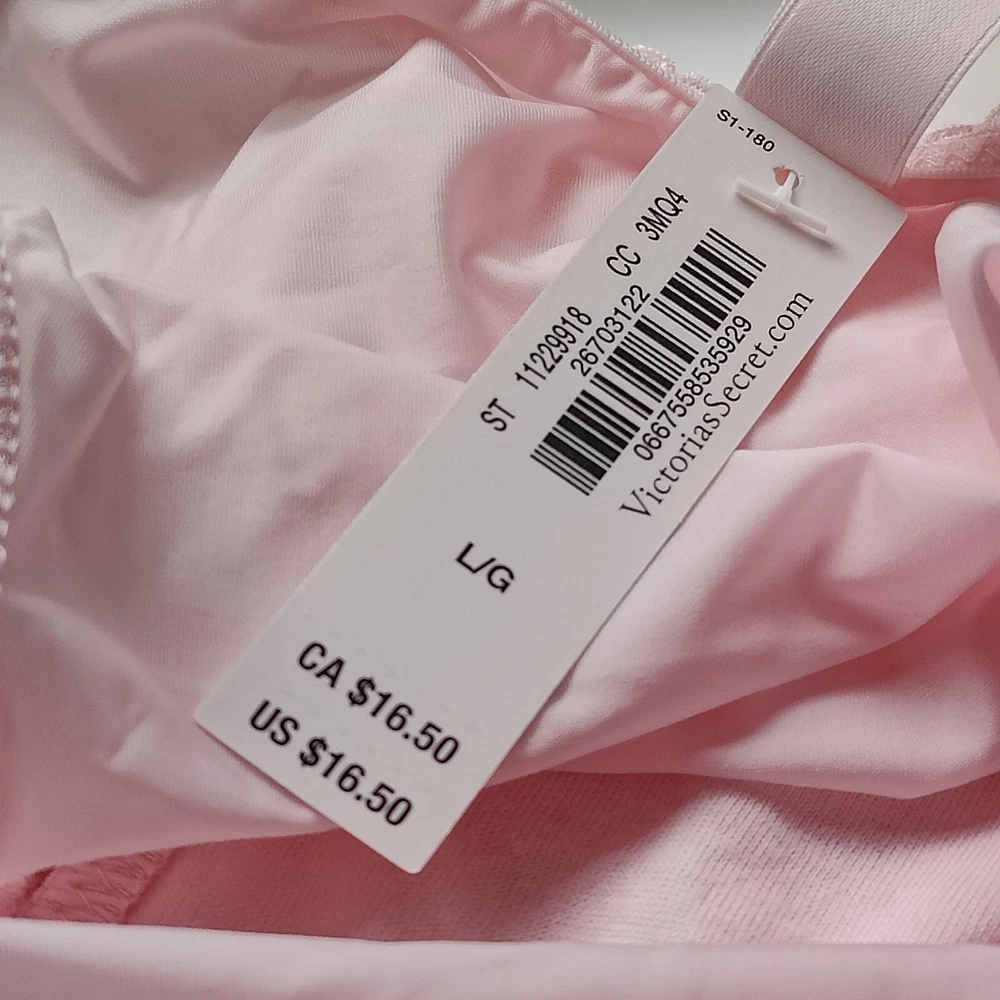 S1-180
ST 11229918 CC 3MQ4
26703122
0667558535929
VictoriasSecret.com
L/G
CA $16.50
US $16.50